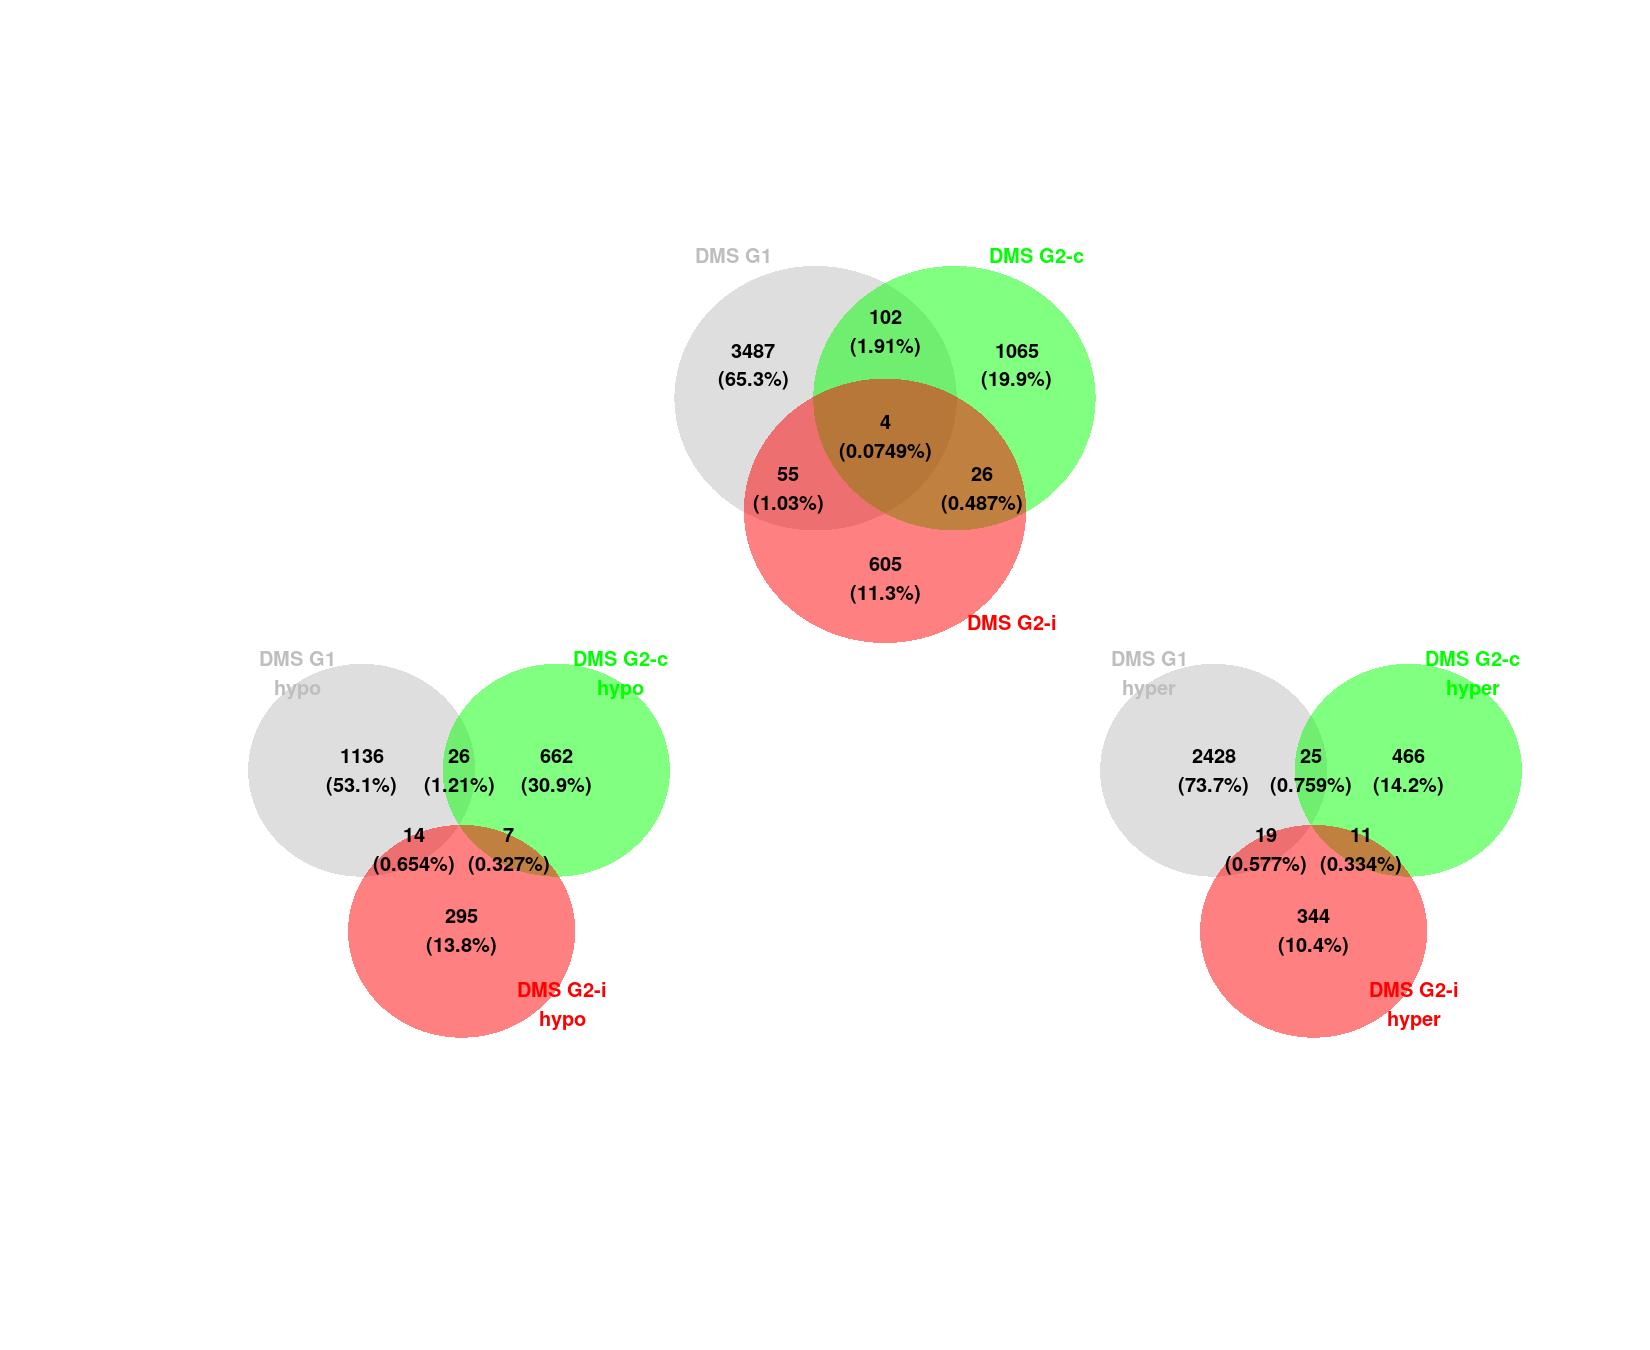 DMS G1
DMS G2-c
102
(1.91%)
3487
(65.3%)
1065
(19.9%)
4
(0.0749%)
55
(1.03%)
26
(0.487%)
605
(11.3%)
DMS G2-i
DMS G1
hypo
DMS G2-c
hypo
1136
(53.1%)
26
(1.21%)
662
(30.9%)
14
(0.654%)
7
(0.327%)
295
(13.8%)
DMS G2-i
hypo
DMS G1
hyper
DMS G2-c
hyper
2428
(73.7%)
25
(0.759%)
466
(14.2%)
19
(0.577%)
11
(0.334%)
344
(10.4%)
DMS G2-i
hyper